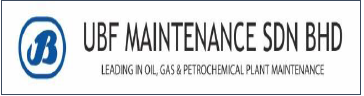 B
UBF MAINTENANCE SDN BHD
LEADING IN OIL, GAS & PETROCHEMICAL PLANT MAINTENANCE